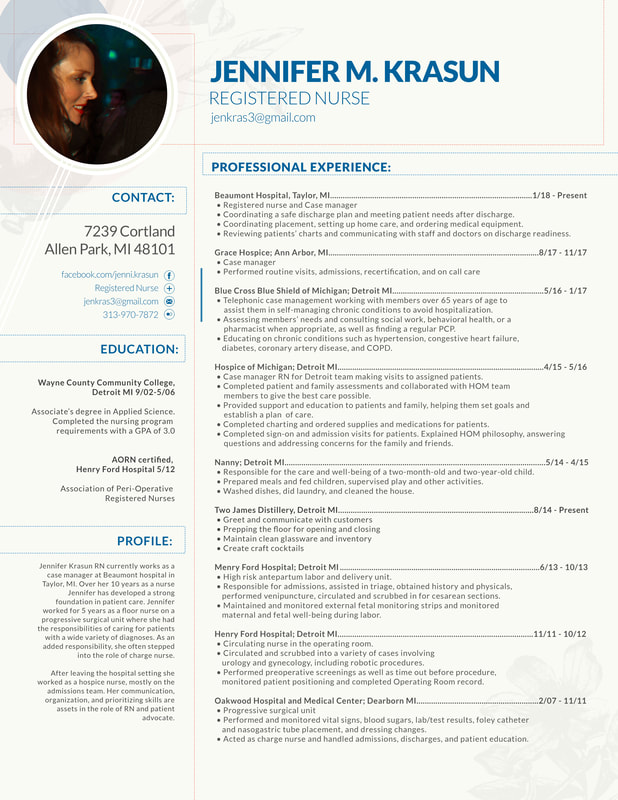 JENNIFER M. KRASUN
REGISTERED NURSE
jenkras3@gmail.com
CONTACT:
7239 Cortland
Allen Park, MI 48101
facebook.com/jenni.krasun
Registered Nurse
jenkras3@gmail.com
313-970-7872
EDUCATION:
Wayne County Community College,
Detroit MI 9/02-5/06
Associate's degree in Applied Science.
Completed the nursing program
requirements with a GPA of 3.0
AORN certified,
Henry Ford Hospital 5/12
Association of Peri-Operative
Registered Nurses
PROFILE:
Jennifer Krasun RN currently works as a
case manager at Beaumont hospital in
Taylor, MI. Over her 10 years as a nurse
Jennifer has developed a strong
foundation in patient care. Jennifer
worked for 5 years as a floor nurse on a
progressive surgical unit where she had
the responsibilities of caring for patients
with a wide variety of diagnoses. As an
added responsibility, she often stepped
into the role of charge nurse.
After leaving the hospital setting she
worked as a hospice nurse, mostly on the
admissions team. Her communication,
organization, and prioritizing skills are
assets in the role of RN and patient
advocate.
PROFESSIONAL EXPERIENCE:
Beaumont Hospital, Taylor, MI.....1/18 - Present
• Registered nurse and Case manager
• Coordinating a safe discharge plan and meeting patient needs after discharge.
• Coordinating placement, setting up home care, and ordering medical equipment.
• Reviewing patients' charts and communicating with staff and doctors on discharge readiness.
Grace Hospice; Ann Arbor, MI.....8/17 - 11/17
• Case manager
• Performed routine visits, admissions, recertification, and on call care
Blue Cross Blue Shield of Michigan; Detroit MI.....5/16 - 1/17
• Telephonic case management working with members over 65 years of age to
assist them in self-managing chronic conditions to avoid hospitalization.
• Assessing members' needs and consulting social work, behavioral health, or a
pharmacist when appropriate, as well as finding a regular PCP.
• Educating on chronic conditions such as hypertension, congestive heart failure,
diabetes, coronary artery disease, and COPD.
Hospice of Michigan; Detroit MI.....4/15 - 5/16
• Case manager RN for Detroit team making visits to assigned patients.
• Completed patient and family assessments and collaborated with HOM team
members to give the best care possible.
• Provided support and education to patients and family, helping them set goals and
establish a plan of care.
• Completed charting and ordered supplies and medications for patients.
• Completed sign-on and admission visits for patients. Explained HOM philosophy, answering
questions and addressing concerns for the family and friends.
Nanny; Detroit MI.....5/14 - 4/15
• Responsible for the care and well-being of a two-month-old and two-year-old child.
• Prepared meals and fed children, supervised play and other activities.
• Washed dishes, did laundry, and cleaned the house.
Two James Distillery, Detroit MI.....8/14 - Present
• Greet and communicate with customers
• Prepping the floor for opening and closing
• Maintain clean glassware and inventory
• Create craft cocktails
Menry Ford Hospital; Detroit MI.....6/13 - 10/13
• High risk antepartum labor and delivery unit.
• Responsible for admissions, assisted in triage, obtained history and physicals,
performed venipuncture, circulated and scrubbed in for cesarean sections.
• Maintained and monitored external fetal monitoring strips and monitored
maternal and fetal well-being during labor.
Henry Ford Hospital; Detroit MI.....11/11 - 10/12
• Circulating nurse in the operating room.
• Circulated and scrubbed into a variety of cases involving
urology and gynecology, including robotic procedures.
• Performed preoperative screenings as well as time out before procedure,
monitored patient positioning and completed Operating Room record.
Oakwood Hospital and Medical Center; Dearborn MI.....2/07 - 11/11
• Progressive surgical unit
• Performed and monitored vital signs, blood sugars, lab/test results, foley catheter
and nasogastric tube placement, and dressing changes.
• Acted as charge nurse and handled admissions, discharges, and patient education.